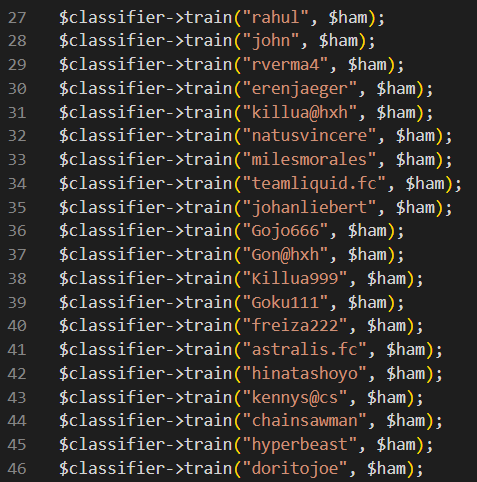 27 $classifier->train("rahul", $ham);
28 $classifier->train("john", $ham);
29 $classifier->train("rverma4", $ham);
30 $classifier->train("erenjaeger", $ham);
31 $classifier->train("killua@hxh", $ham);
32 $classifier->train("natusvincere", $ham);
33 $classifier->train("milesmorales", $ham);
34 $classifier->train("teamliquid.fc", $ham);
35 $classifier->train("johanliebert", $ham);
36 $classifier->train("Gojo666", $ham);
37 $classifier->train("Gon@hxh", $ham);
38 $classifier->train("Killua999", $ham);
39 $classifier->train("Goku111", $ham);
40 $classifier->train("freiza222", $ham);
41 $classifier->train("astralis.fc", $ham);
42 $classifier->train("hinatashoyo", $ham);
43 $classifier->train("kennys@cs", $ham);
44 $classifier->train("chainsawman", $ham);
45 $classifier->train("hyperbeast", $ham);
46 $classifier->train("doritojoe", $ham);